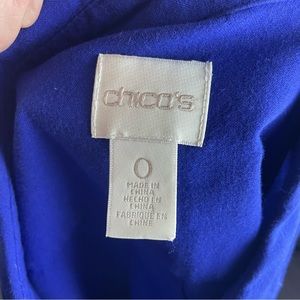 chico's
0
MADE IN
CHINA
HECHO EN
CHINA
FABRIQUÉ EN
CHINE